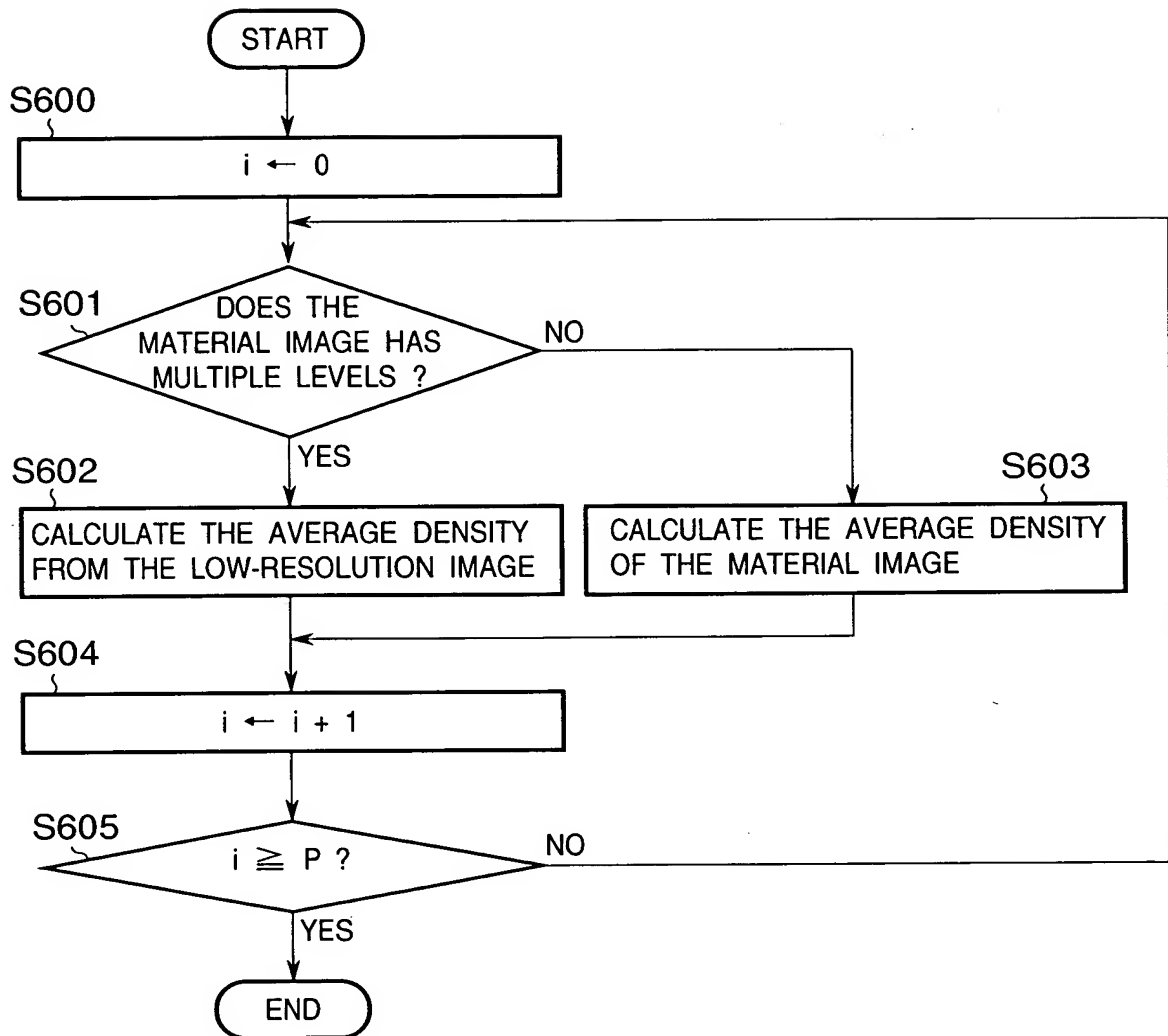 START
S600
i ← 0
S601
DOES THE
MATERIAL IMAGE HAS
MULTIPLE LEVELS ?
NO
YES
S602
CALCULATE THE AVERAGE DENSITY
FROM THE LOW-RESOLUTION IMAGE
S603
CALCULATE THE AVERAGE DENSITY
OF THE MATERIAL IMAGE
S604
i ← i + 1
S605
i ≧ P ?
NO
YES
END